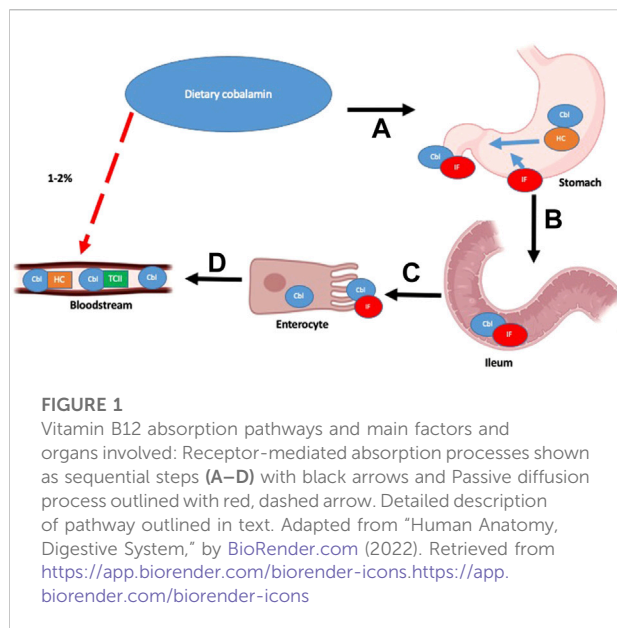 Dietary cobalamin
A
Cbl
HC
Cbl
IF
IF
Stomach
1-2%
B
D
C
Cbl
HC
Cbl
TCII
Cbl
Bloodstream
Cbl
Cbl
IF
Enterocyte
Cbl
IF
Ileum
FIGURE 1
Vitamin B12 absorption pathways and main factors and
organs involved: Receptor-mediated absorption processes shown
as sequential steps (A–D) with black arrows and Passive diffusion
process outlined with red, dashed arrow. Detailed description
of pathway outlined in text. Adapted from “Human Anatomy,
Digestive System,” by BioRender.com (2022). Retrieved from
https://app.biorender.com/biorender-icons.https://app.
biorender.com/biorender-icons